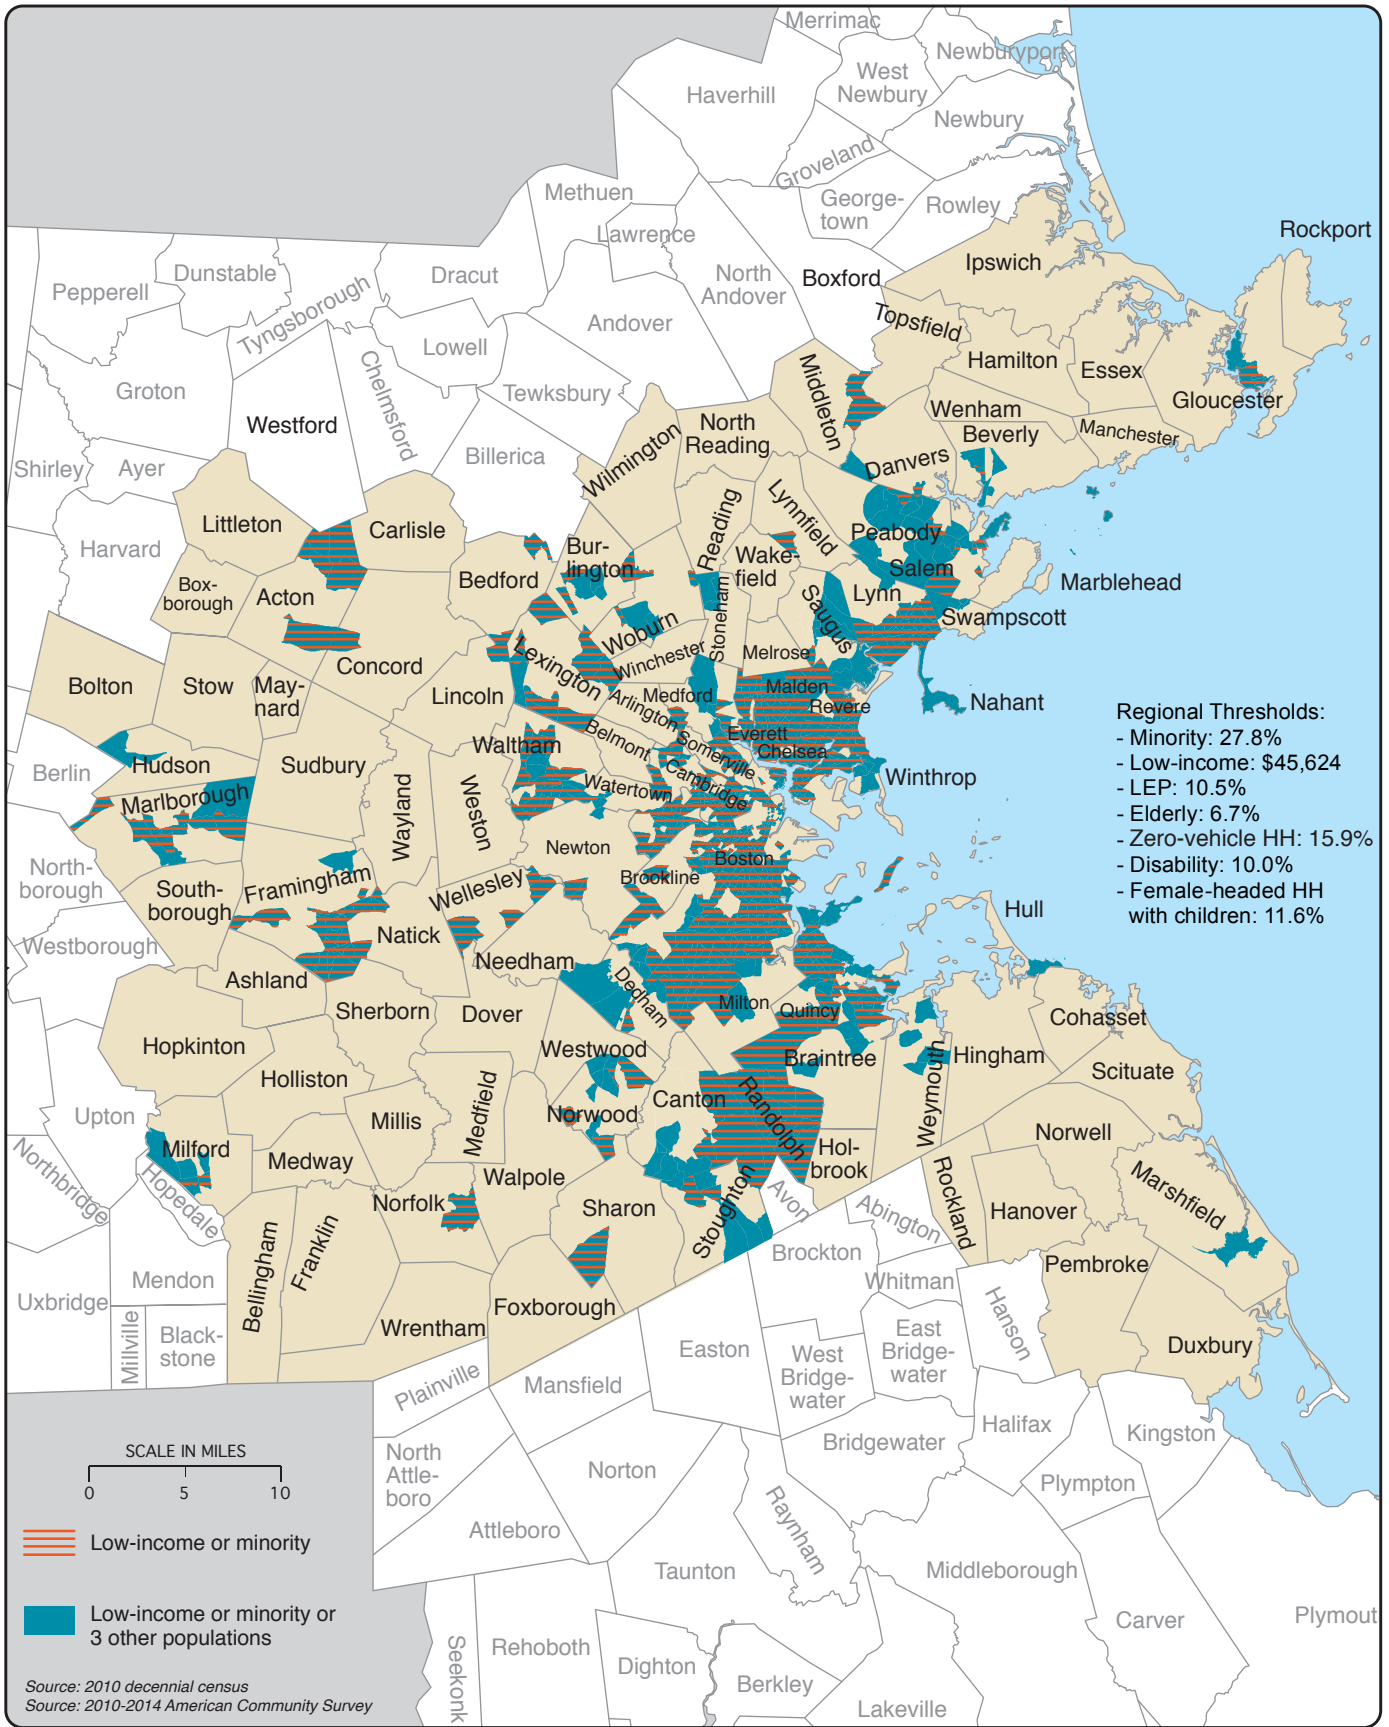 Merrimac
Newburyport
West
Newbury
Haverhill
Newbury
Groveland
Methuen
George-
town
Rowley
Lawrence
Rockport
Ipswich
Dunstable
Dracut
North
Andover
Boxford
Pepperell
Tyngsborough
Topsfield
Andover
Lowell
Chelmsford
Hamilton
Essex
Middleton
Groton
Tewksbury
Gloucester
Wenham
Westford
North
Reading
Beverly
Manchester
Billerica
Wilmington
Danvers
Shirley
Ayer
Lynnfield
Littleton
Carlisle
Reading
Peabody
Harvard
Bur-
lington
Wake-
field
Salem
Bedford
Marblehead
Box-
borough
Acton
Lynn
Saugus
Swampscott
Stoneham
Woburn
Winchester
Melrose
Lexington
Concord
Bolton
Stow
May-
nard
Lincoln
Arlington
Medford
Malden
Revere
Nahant
Regional Thresholds:
- Minority: 27.8%
- Low-income: $45,624
- LEP: 10.5%
- Elderly: 6.7%
- Zero-vehicle HH: 15.9%
- Disability: 10.0%
- Female-headed HH
with children: 11.6%
Everett
Chelsea
Somerville
Belmont
Waltham
Berlin
Hudson
Sudbury
Watertown
Cambridge
Winthrop
Marlborough
Wayland
Weston
Newton
Boston
North-
borough
South-
borough
Framingham
Wellesley
Brookline
Hull
Natick
Westborough
Needham
Ashland
Dedham
Milton
Quincy
Sherborn
Dover
Cohasset
Hopkinton
Westwood
Braintree
Weymouth
Hingham
Scituate
Holliston
Medfield
Canton
Randolph
Upton
Millis
Norwood
Norwell
Milford
Medway
Hol-
brook
Northbridge
Hopedale
Walpole
Norfolk
Rockland
Marshfield
Sharon
Stoughton
Avon
Abington
Hanover
Bellingham
Franklin
Brockton
Pembroke
Mendon
Whitman
Hanson
Uxbridge
Foxborough
Millville
Black-
stone
Wrentham
East
Bridge-
water
Easton
West
Bridge-
water
Duxbury
Plainville
Mansfield
Halifax
Kingston
Bridgewater
SCALE IN MILES
0 5 10
North
Attle-
boro
Norton
Plympton
Raynham
Attleboro
Low-income or minority
Taunton
Middleborough
Low-income or minority or
3 other populations
Carver
Plymout
Seekonk
Rehoboth
Dighton
Berkley
Source: 2010 decennial census
Source: 2010-2014 American Community Survey
Lakeville